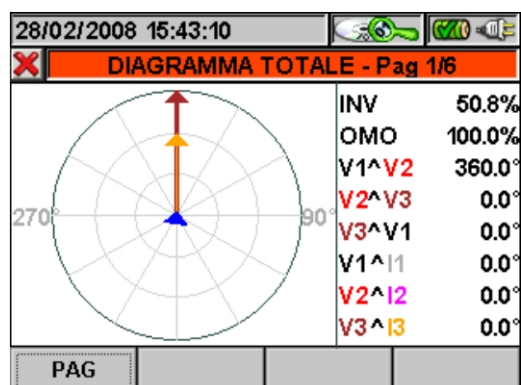 28/02/2008 15:43:10
DIAGRAMMA TOTALE - Pag 1/6
INV 50.8%
OMO 100.0%
V1^V2 360.0°
V2^V3 0.0°
V3^V1 0.0°
V1^I1 0.0°
V2^I2 0.0°
V3^I3 0.0°
270° 90°
PAG